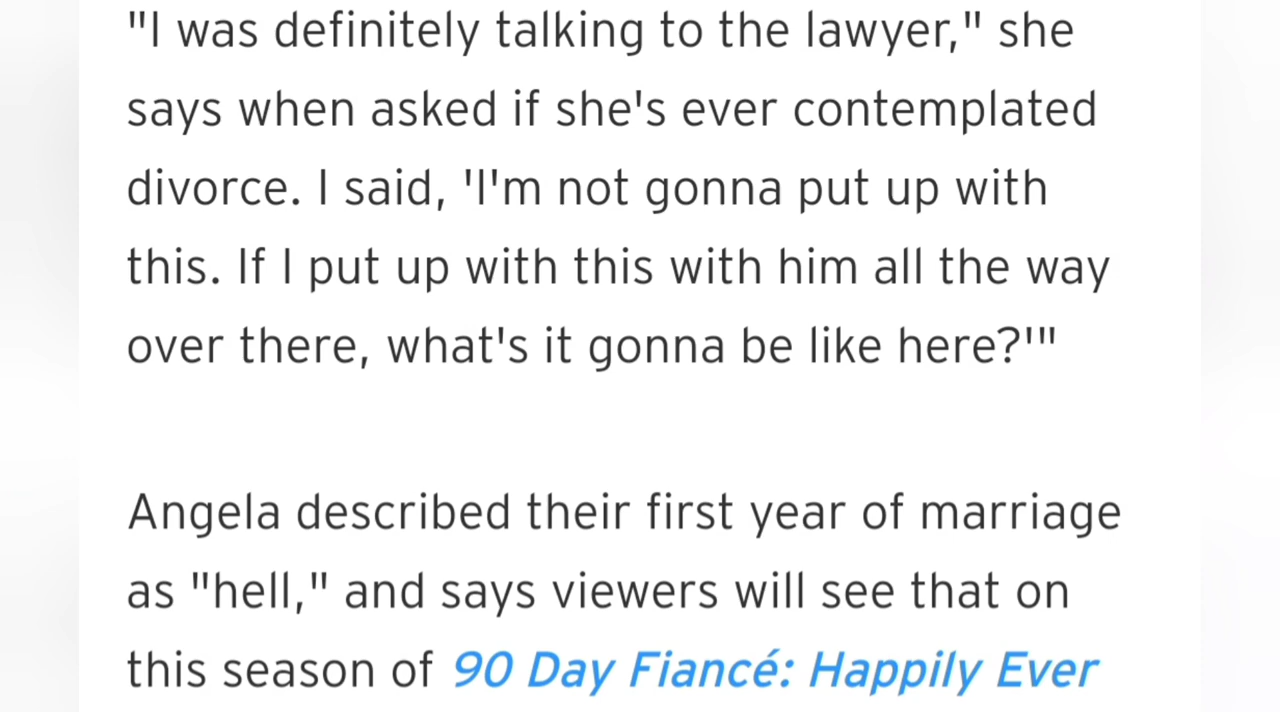 "I was definitely talking to the lawyer," she
says when asked if she's ever contemplated
divorce. I said, 'I'm not gonna put up with
this. If I put up with this with him all the way
over there, what's it gonna be like here?'"
Angela described their first year of marriage
as "hell," and says viewers will see that on
this season of 90 Day Fiancé: Happily Ever